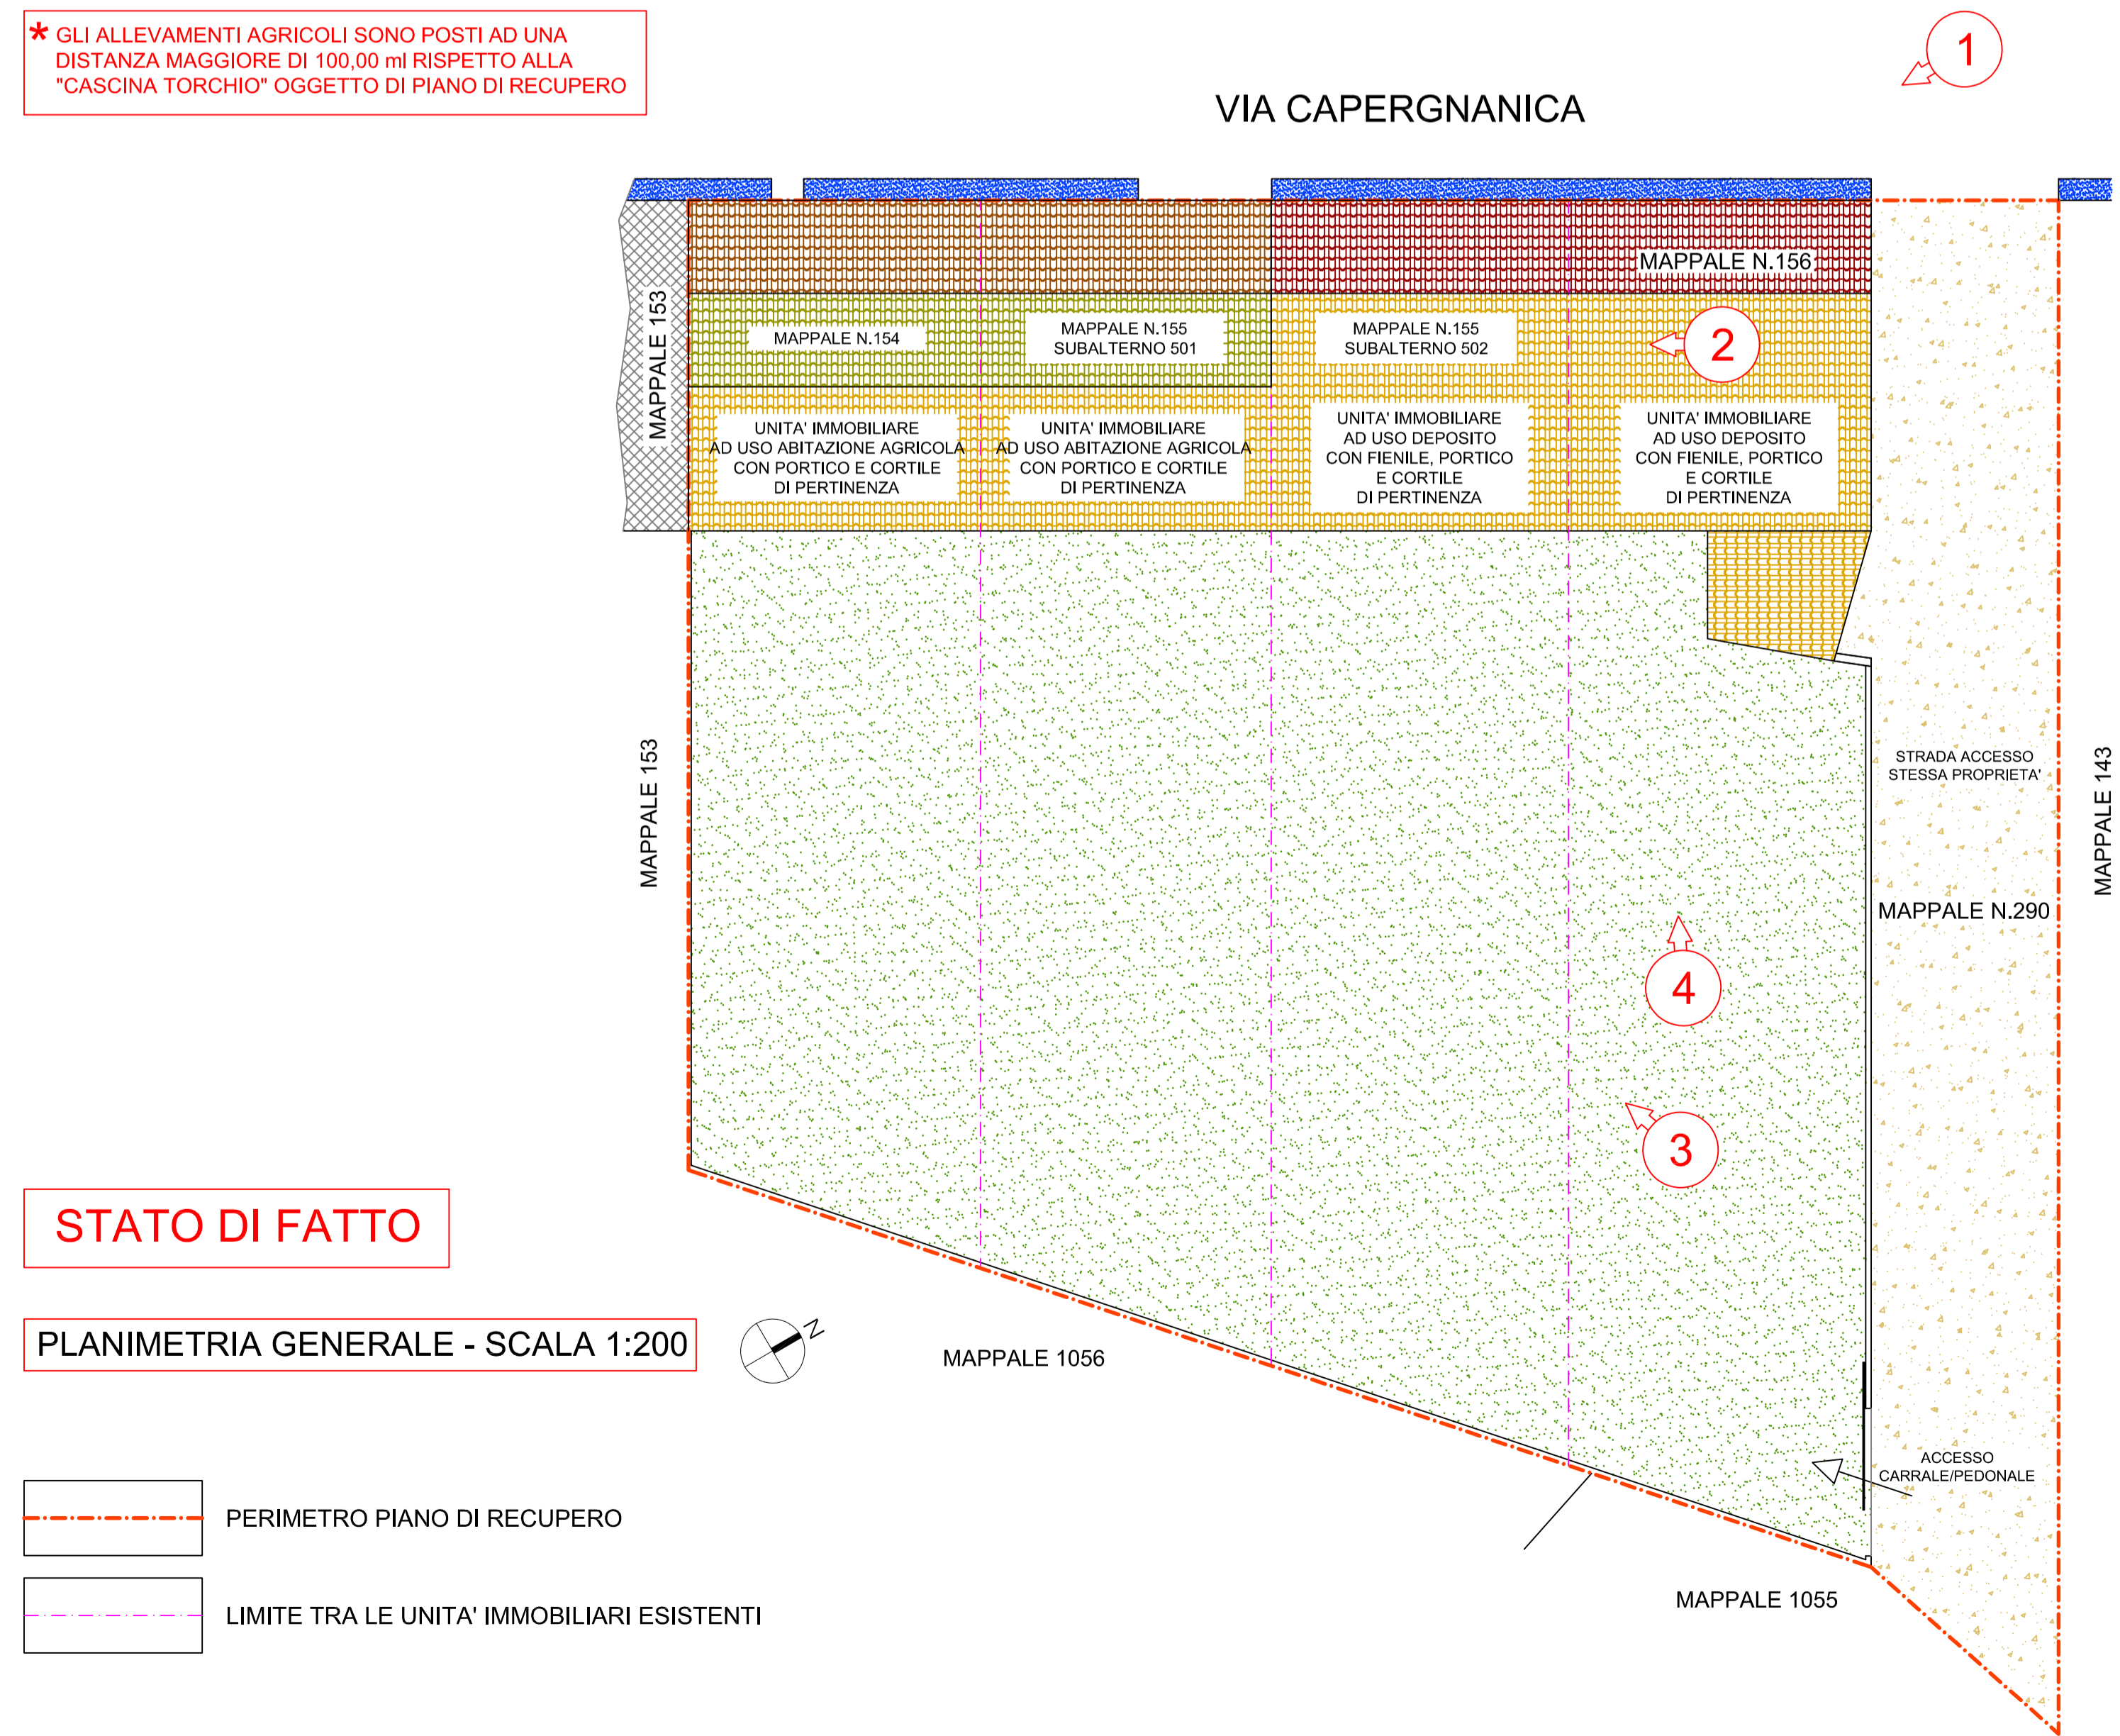 * GLI ALLEVAMENTI AGRICOLI SONO POSTI AD UNA
DISTANZA MAGGIORE DI 100,00 ml RISPETTO ALLA
"CASCINA TORCHIO" OGGETTO DI PIANO DI RECUPERO
1
VIA CAPERGNANICA
MAPPALE N.156
MAPPALE 153
MAPPALE N.154
MAPPALE N.155
SUBALTERNO 501
MAPPALE N.155
SUBALTERNO 502
2
UNITA' IMMOBILIARE
AD USO ABITAZIONE AGRICOLA
CON PORTICO E CORTILE
DI PERTINENZA
UNITA' IMMOBILIARE
AD USO ABITAZIONE AGRICOLA
CON PORTICO E CORTILE
DI PERTINENZA
UNITA' IMMOBILIARE
AD USO DEPOSITO
CON FIENILE, PORTICO
E CORTILE
DI PERTINENZA
UNITA' IMMOBILIARE
AD USO DEPOSITO
CON FIENILE, PORTICO
E CORTILE
DI PERTINENZA
MAPPALE 153
STRADA ACCESSO
STESSA PROPRIETA'
MAPPALE 143
MAPPALE N.290
4
3
STATO DI FATTO
PLANIMETRIA GENERALE - SCALA 1:200
N
MAPPALE 1056
ACCESSO
CARRALE/PEDONALE
PERIMETRO PIANO DI RECUPERO
MAPPALE 1055
LIMITE TRA LE UNITA' IMMOBILIARI ESISTENTI